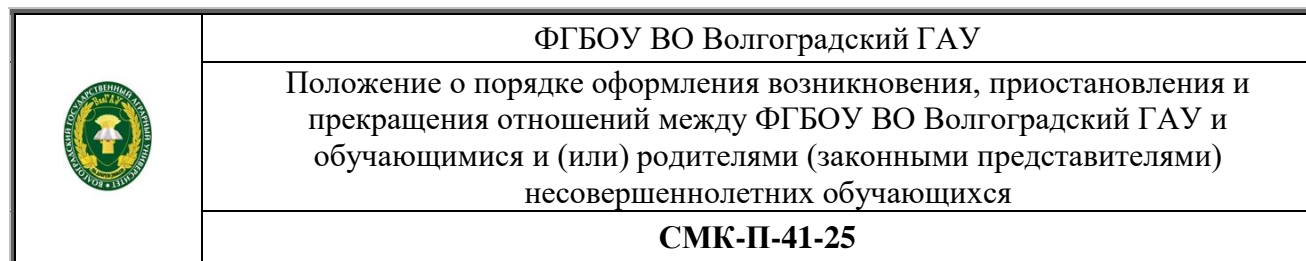 ФГБОУ ВО Волгоградский ГАУ
Положение о порядке оформления возникновения, приостановления и
прекращения отношений между ФГБОУ ВО Волгоградский ГАУ и
обучающимися и (или) родителями (законными представителями)
несовершеннолетних обучающихся
СМК-П-41-25